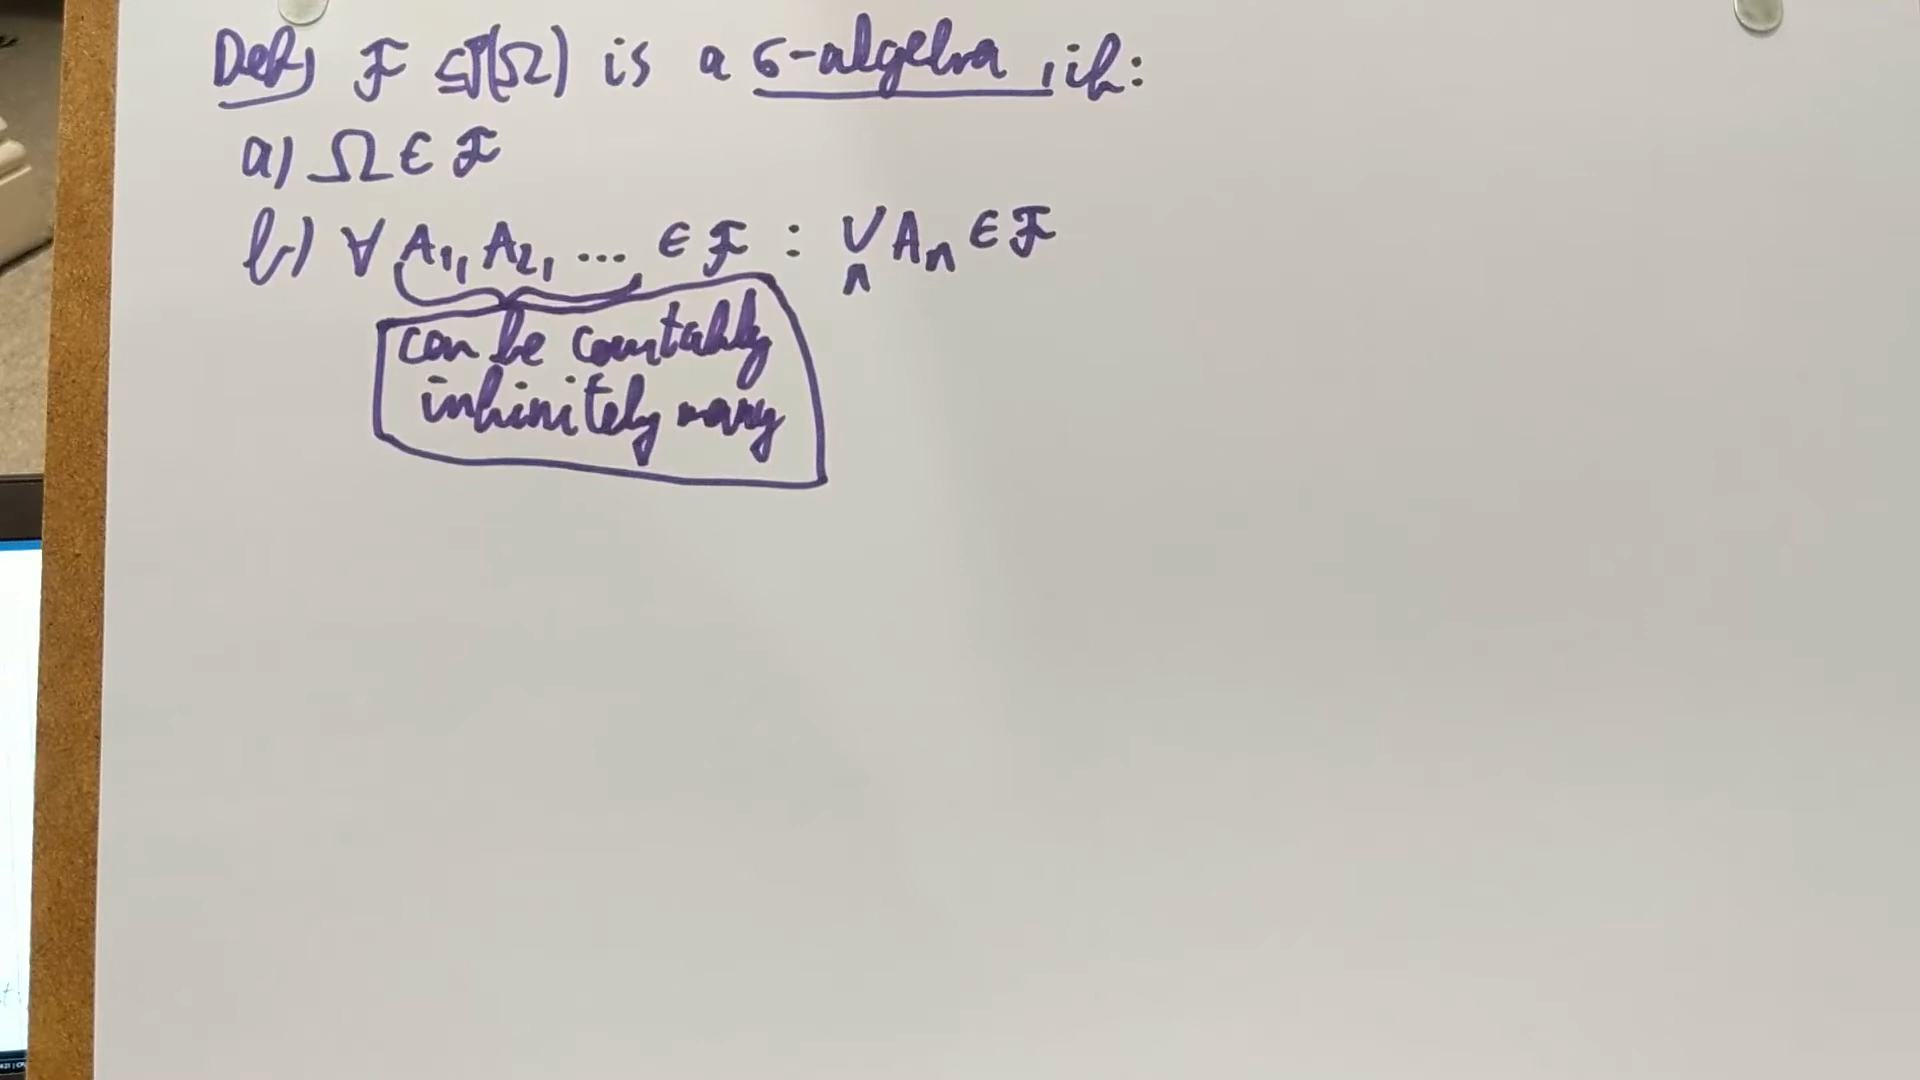 Def) F ⊆ P(Ω) is a σ-algebra, if:
a) Ω ∈ F
b) ∀ A₁, A₂, ... ∈ F : ∪ Aₙ ∈ F
n
can be countably
infinitely many